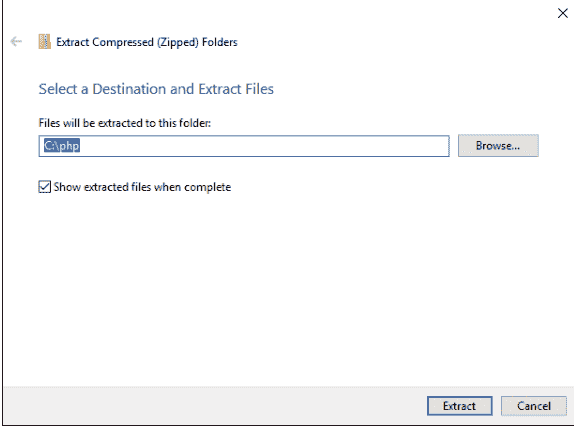 Extract Compressed (Zipped) Folders
Select a Destination and Extract Files
Files will be extracted to this folder:
C:\php
Browse...
Show extracted files when complete
Extract
Cancel